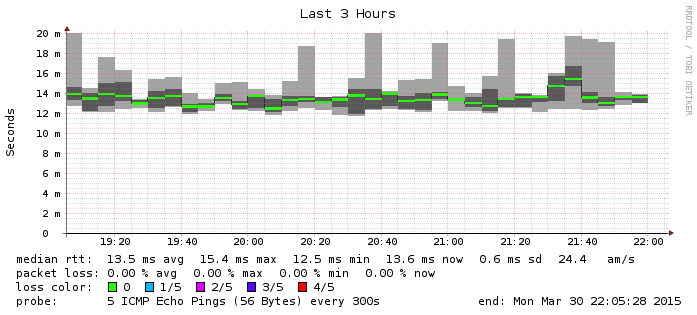 Last 3 Hours
RRDTOOL / TOBI OETIKER
Seconds
20 m
18 m
16 m
14 m
12 m
10 m
8 m
6 m
4 m
2 m
0
19:20 19:40 20:00 20:20 20:40 21:00 21:20 21:40 22:00
median rtt: 13.5 ms avg 15.4 ms max 12.5 ms min 13.6 ms now 0.6 ms sd 24.4 am/s
packet loss: 0.00 % avg 0.00 % max 0.00 % min 0.00 % now
loss color: 0 1/5 2/5 3/5 4/5
probe: 5 ICMP Echo Pings (56 Bytes) every 300s end: Mon Mar 30 22:05:28 2015